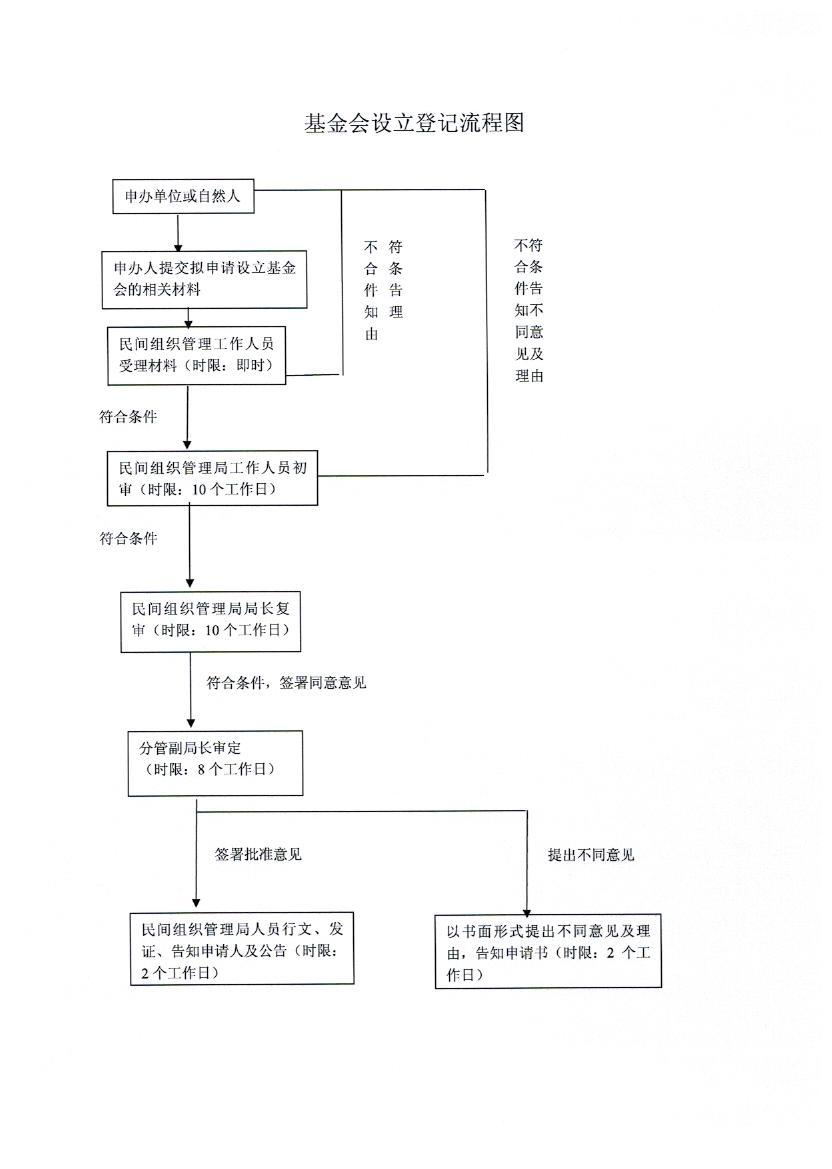 基金会设立登记流程图
申办单位或自然人
申办人提交拟申请设立基金
会的相关材料
民间组织管理工作人员
受理材料（时限：即时）
不符
合条
件告
知理
由
不符
合条
件告
知不
同意
见及
理由
符合条件
民间组织管理局工作人员初
审（时限：10个工作日）
符合条件
民间组织管理局局长复
审（时限：10个工作日）
符合条件，签署同意意见
分管副局长审定
（时限：8个工作日）
签署批准意见
提出不同意见
民间组织管理局人员行文、发
证、告知申请人及公告（时限：
2个工作日）
以书面形式提出不同意见及理
由，告知申请书（时限：2 个工
作日）